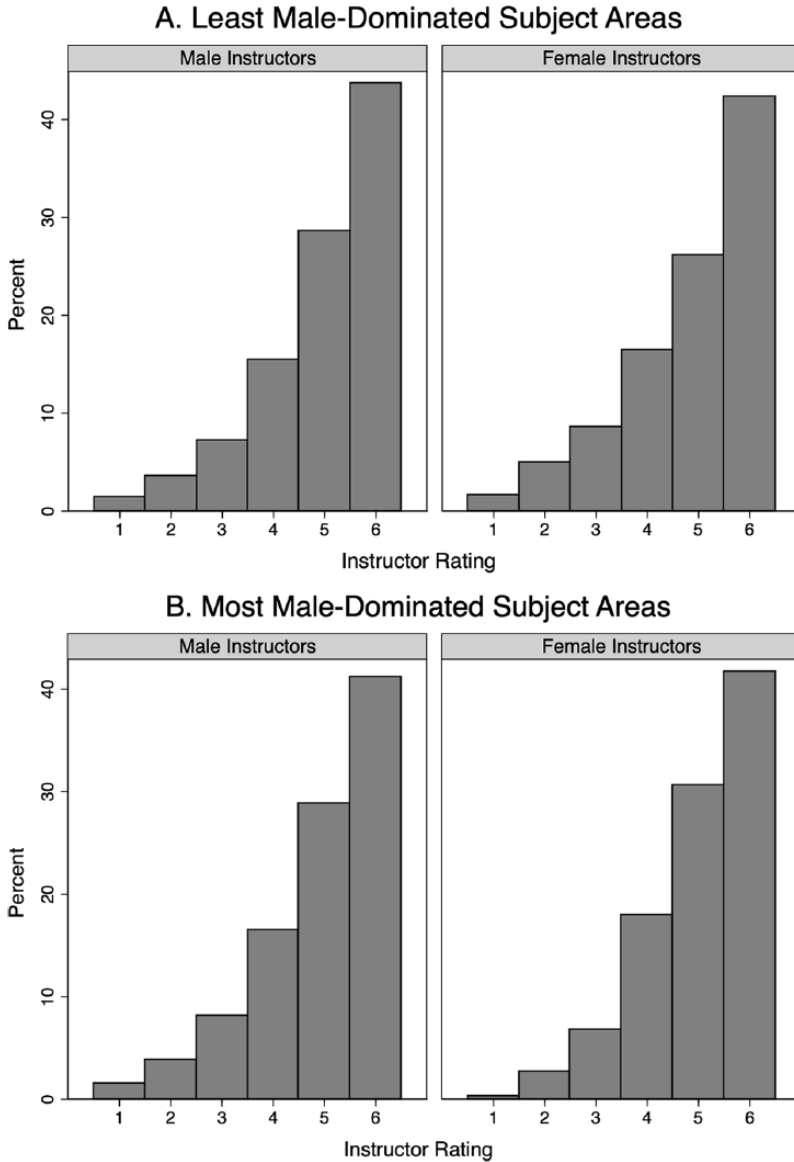 A. Least Male-Dominated Subject Areas
Male Instructors Female Instructors
Percent
40
30
20
10
0
1 2 3 4 5 6 1 2 3 4 5 6
Instructor Rating
B. Most Male-Dominated Subject Areas
Male Instructors Female Instructors
Percent
40
30
20
10
0
1 2 3 4 5 6 1 2 3 4 5 6
Instructor Rating